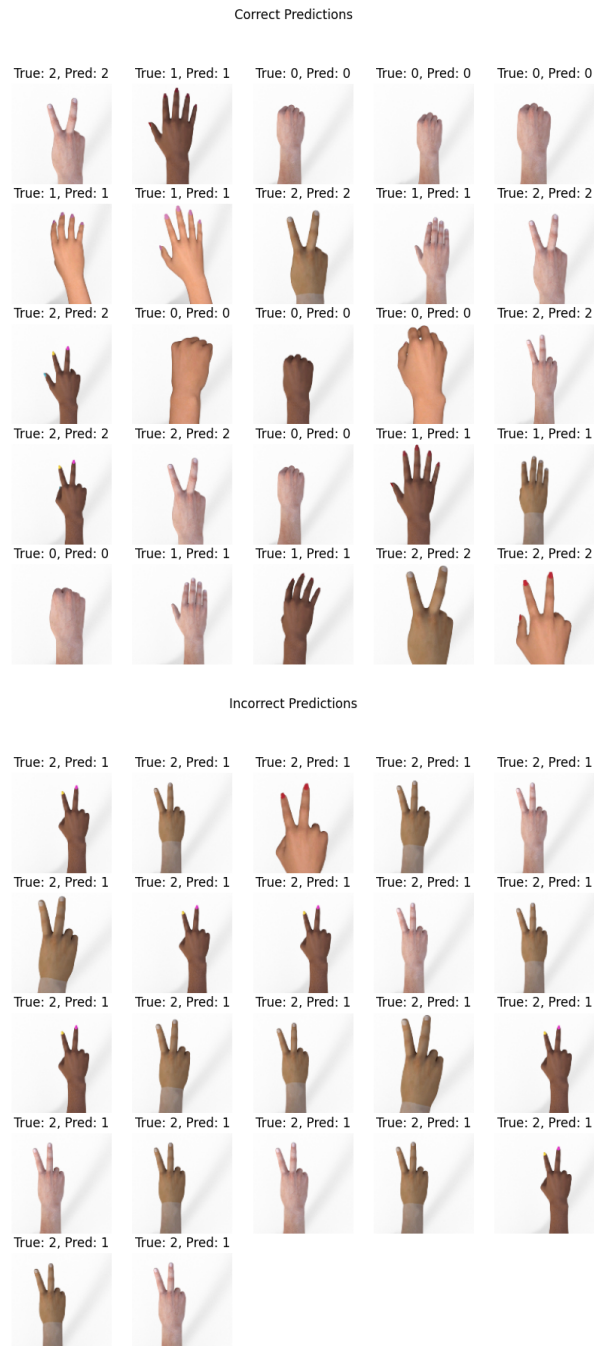 Correct Predictions
True: 2, Pred: 2 True: 1, Pred: 1 True: 0, Pred: 0 True: 0, Pred: 0 True: 0, Pred: 0
True: 1, Pred: 1 True: 1, Pred: 1 True: 2, Pred: 2 True: 1, Pred: 1 True: 2, Pred: 2
True: 2, Pred: 2 True: 0, Pred: 0 True: 0, Pred: 0 True: 0, Pred: 0 True: 2, Pred: 2
True: 2, Pred: 2 True: 2, Pred: 2 True: 0, Pred: 0 True: 1, Pred: 1 True: 1, Pred: 1
True: 0, Pred: 0 True: 1, Pred: 1 True: 1, Pred: 1 True: 2, Pred: 2 True: 2, Pred: 2
Incorrect Predictions
True: 2, Pred: 1 True: 2, Pred: 1 True: 2, Pred: 1 True: 2, Pred: 1 True: 2, Pred: 1
True: 2, Pred: 1 True: 2, Pred: 1 True: 2, Pred: 1 True: 2, Pred: 1 True: 2, Pred: 1
True: 2, Pred: 1 True: 2, Pred: 1 True: 2, Pred: 1 True: 2, Pred: 1 True: 2, Pred: 1
True: 2, Pred: 1 True: 2, Pred: 1 True: 2, Pred: 1 True: 2, Pred: 1 True: 2, Pred: 1
True: 2, Pred: 1 True: 2, Pred: 1